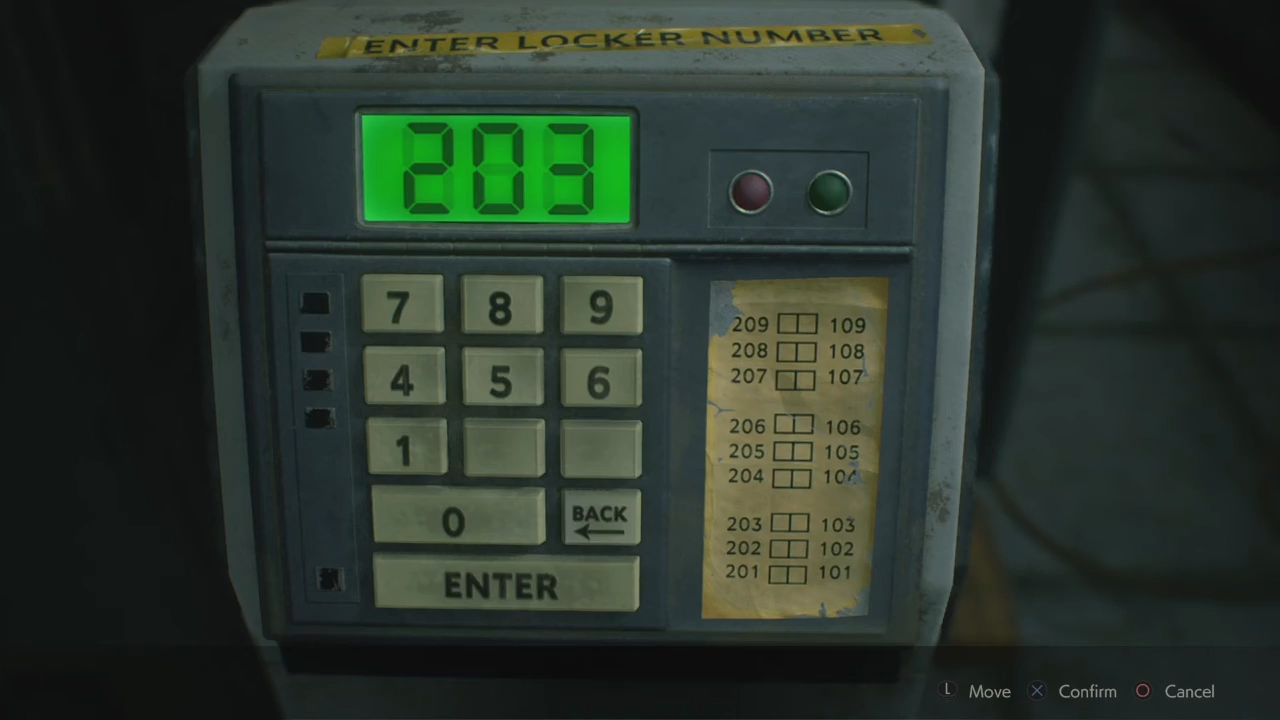 ENTER LOCKER NUMBER
203
7 8 9
4 5 6
1
0 BACK
ENTER
209 109
208 108
207 107
206 106
205 105
204 104
203 103
202 102
201 101
L Move X Confirm O Cancel